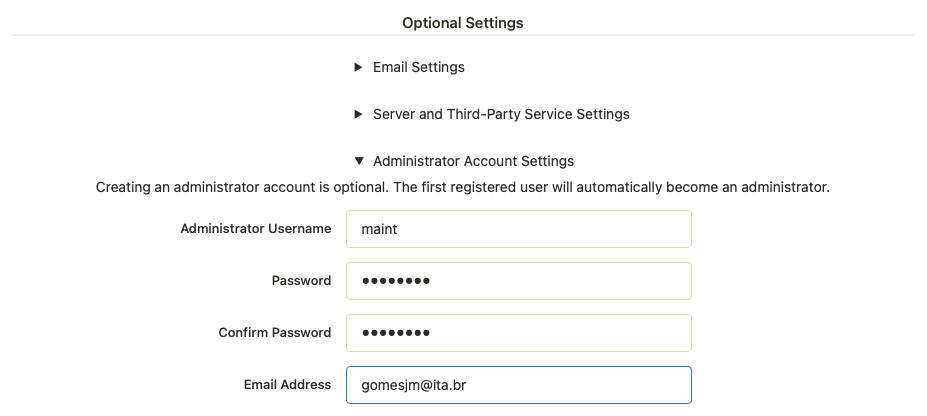 Optional Settings
Email Settings
Server and Third-Party Service Settings
Administrator Account Settings
Creating an administrator account is optional. The first registered user will automatically become an administrator.
Administrator Username maint
Password ●●●●●●●●
Confirm Password ●●●●●●●●
Email Address gomesjm@ita.br